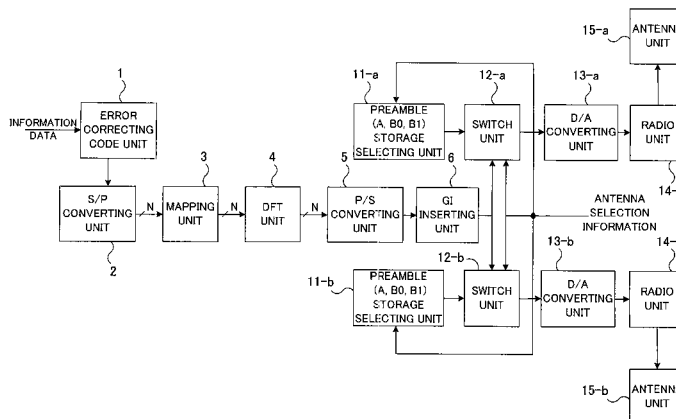 15-a
ANTENN
UNIT
1
11-a
12-a
13-a
INFORMATION
DATA
ERROR
CORRECTING
CODE UNIT
PREAMBLE
(A, B0, B1)
STORAGE
SELECTING UNIT
SWITCH
UNIT
D/A
CONVERTING
UNIT
RADIO
UNIT
14-
3
4
5
6
S/P
CONVERTING
UNIT
N
MAPPING
UNIT
N
DFT
UNIT
N
P/S
CONVERTING
UNIT
GI
INSERTING
UNIT
ANTENNA
SELECTION
INFORMATION
2
12-b
13-b
14-
11-b
PREAMBLE
(A, B0, B1)
STORAGE
SELECTING UNIT
SWITCH
UNIT
D/A
CONVERTING
UNIT
RADIO
UNIT
15-b
ANTENN
UNIT